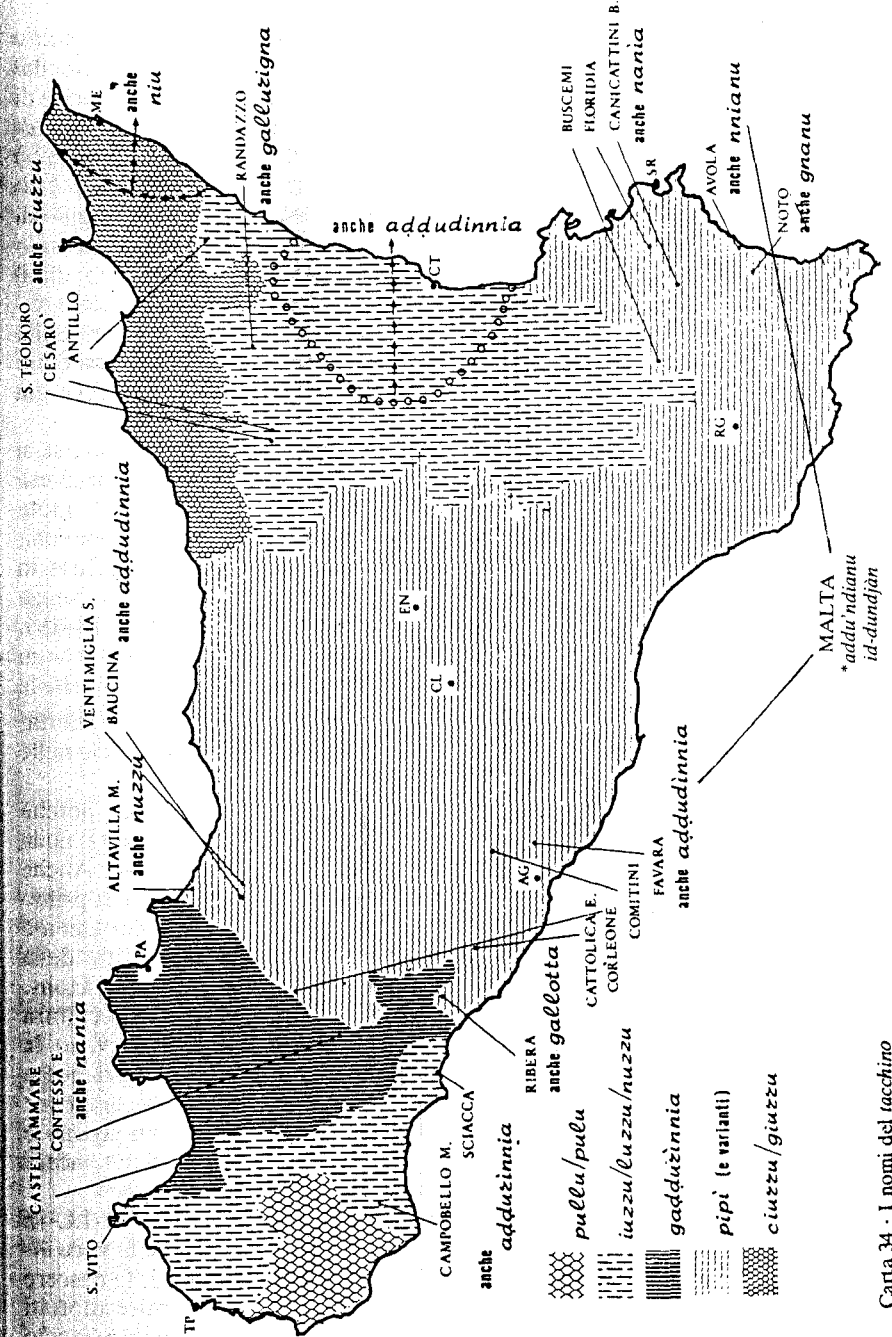 CASTELLAMMARE
CONTESSA E.
anche nania
ALTAVILLA M.
anche nuzzu
VENTIMIGLIA S.
BAUCINA anche aḍḍudinnia
S. TEODORO
CESARÒ anche ciuzzu
ANTILLO
S. VITO
TP
PA
ME
anche
niu
RANDAZZO
anche galluzigna
anche aḍḍudinnia
CT
EN
CL
AG
RG
SR
BUSCEMI
FLORIDIA
CANICATTINI B.
anche nania
AVOLA
anche nnianu
NOTO
anche gnanu
CAMPOBELLO M.
SCIACCA
anche aḍḍuzinnia
RIBERA
anche gallotta
CATTOLICA E.
CORLEONE
COMITINI
FAVARA
anche aḍḍudìnnia
MALTA
*addu'ndianu
id-dundjàn
pullu/pulu
iuzzu/luzzu/nuzzu
gadduzìnnia
pipì (e varianti)
ciuzzu/giuzzu
Carta 34 - I nomi del tacchino